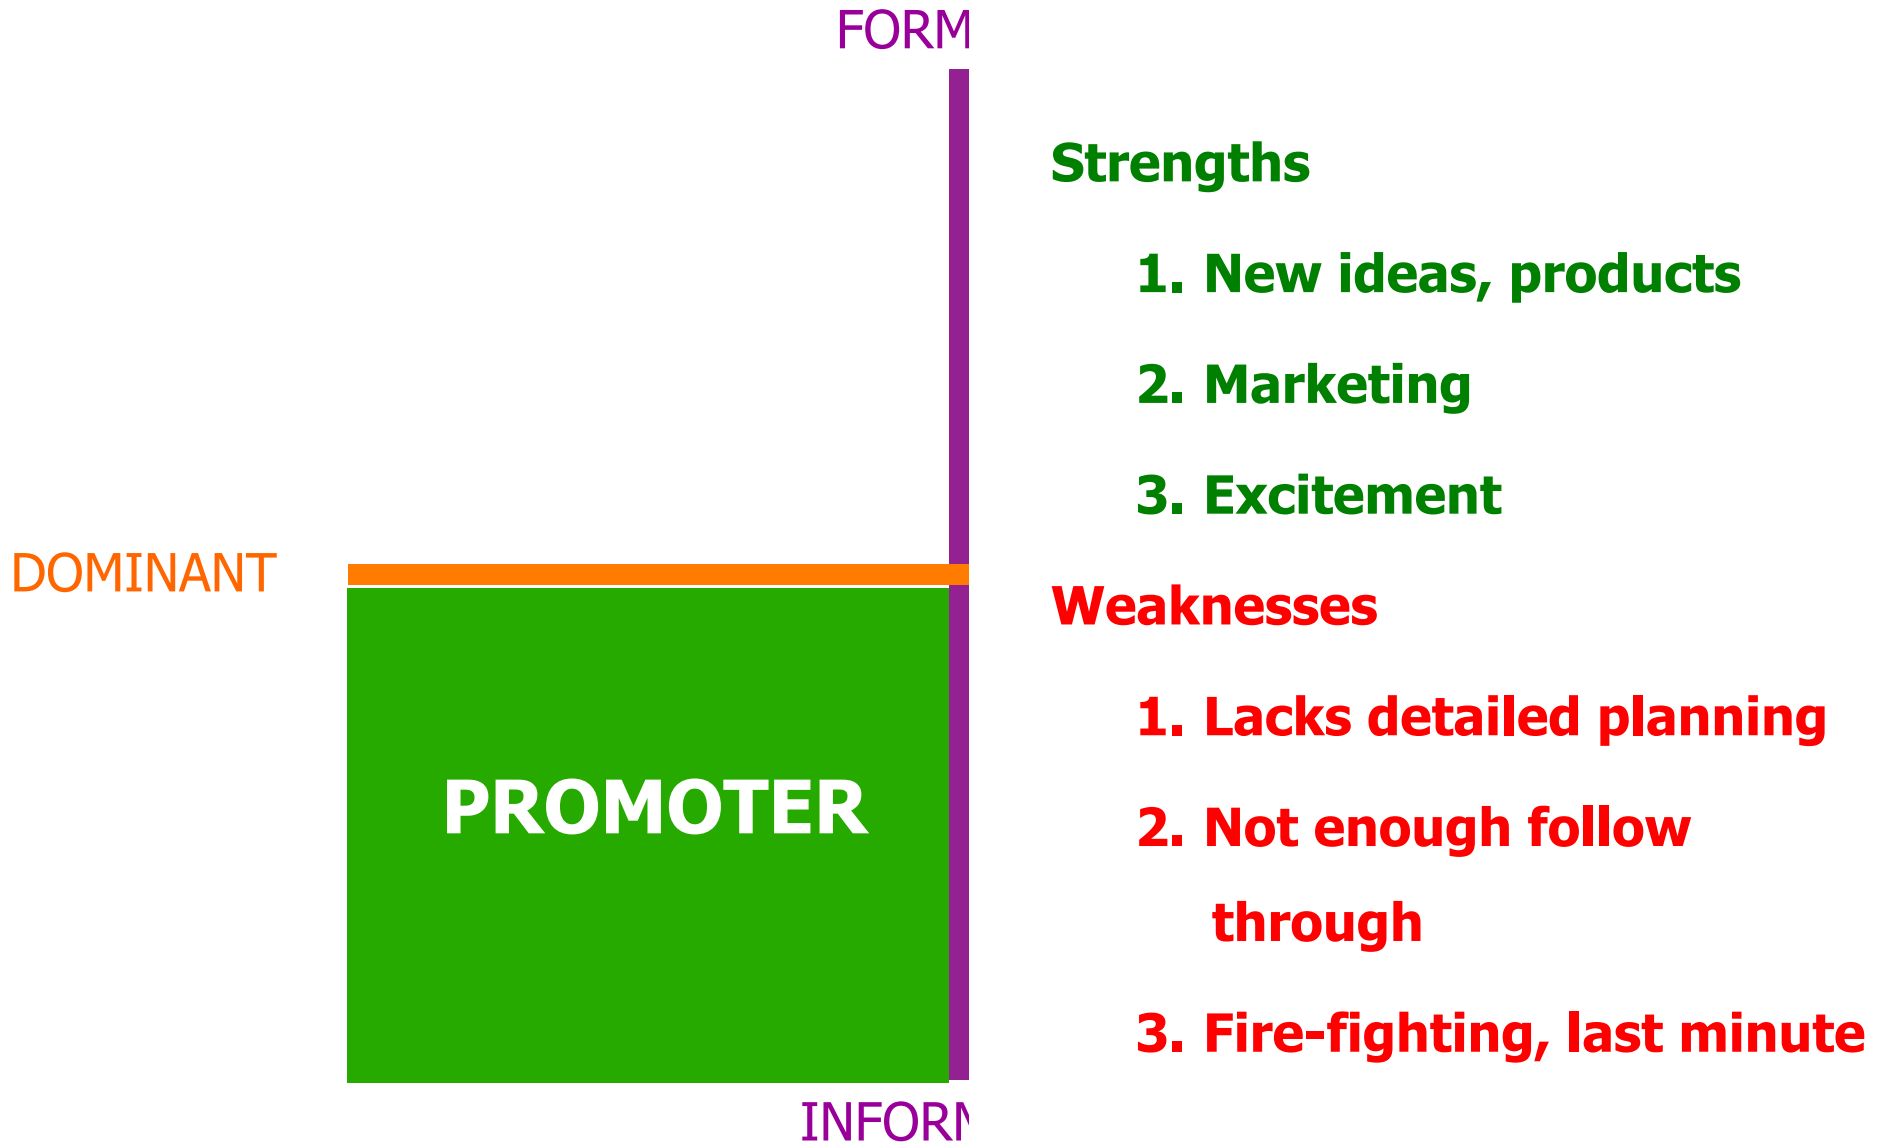 FORM
Strengths
1. New ideas, products
2. Marketing
3. Excitement
DOMINANT
Weaknesses
1. Lacks detailed planning
PROMOTER
2. Not enough follow
through
3. Fire-fighting, last minute
INFOR